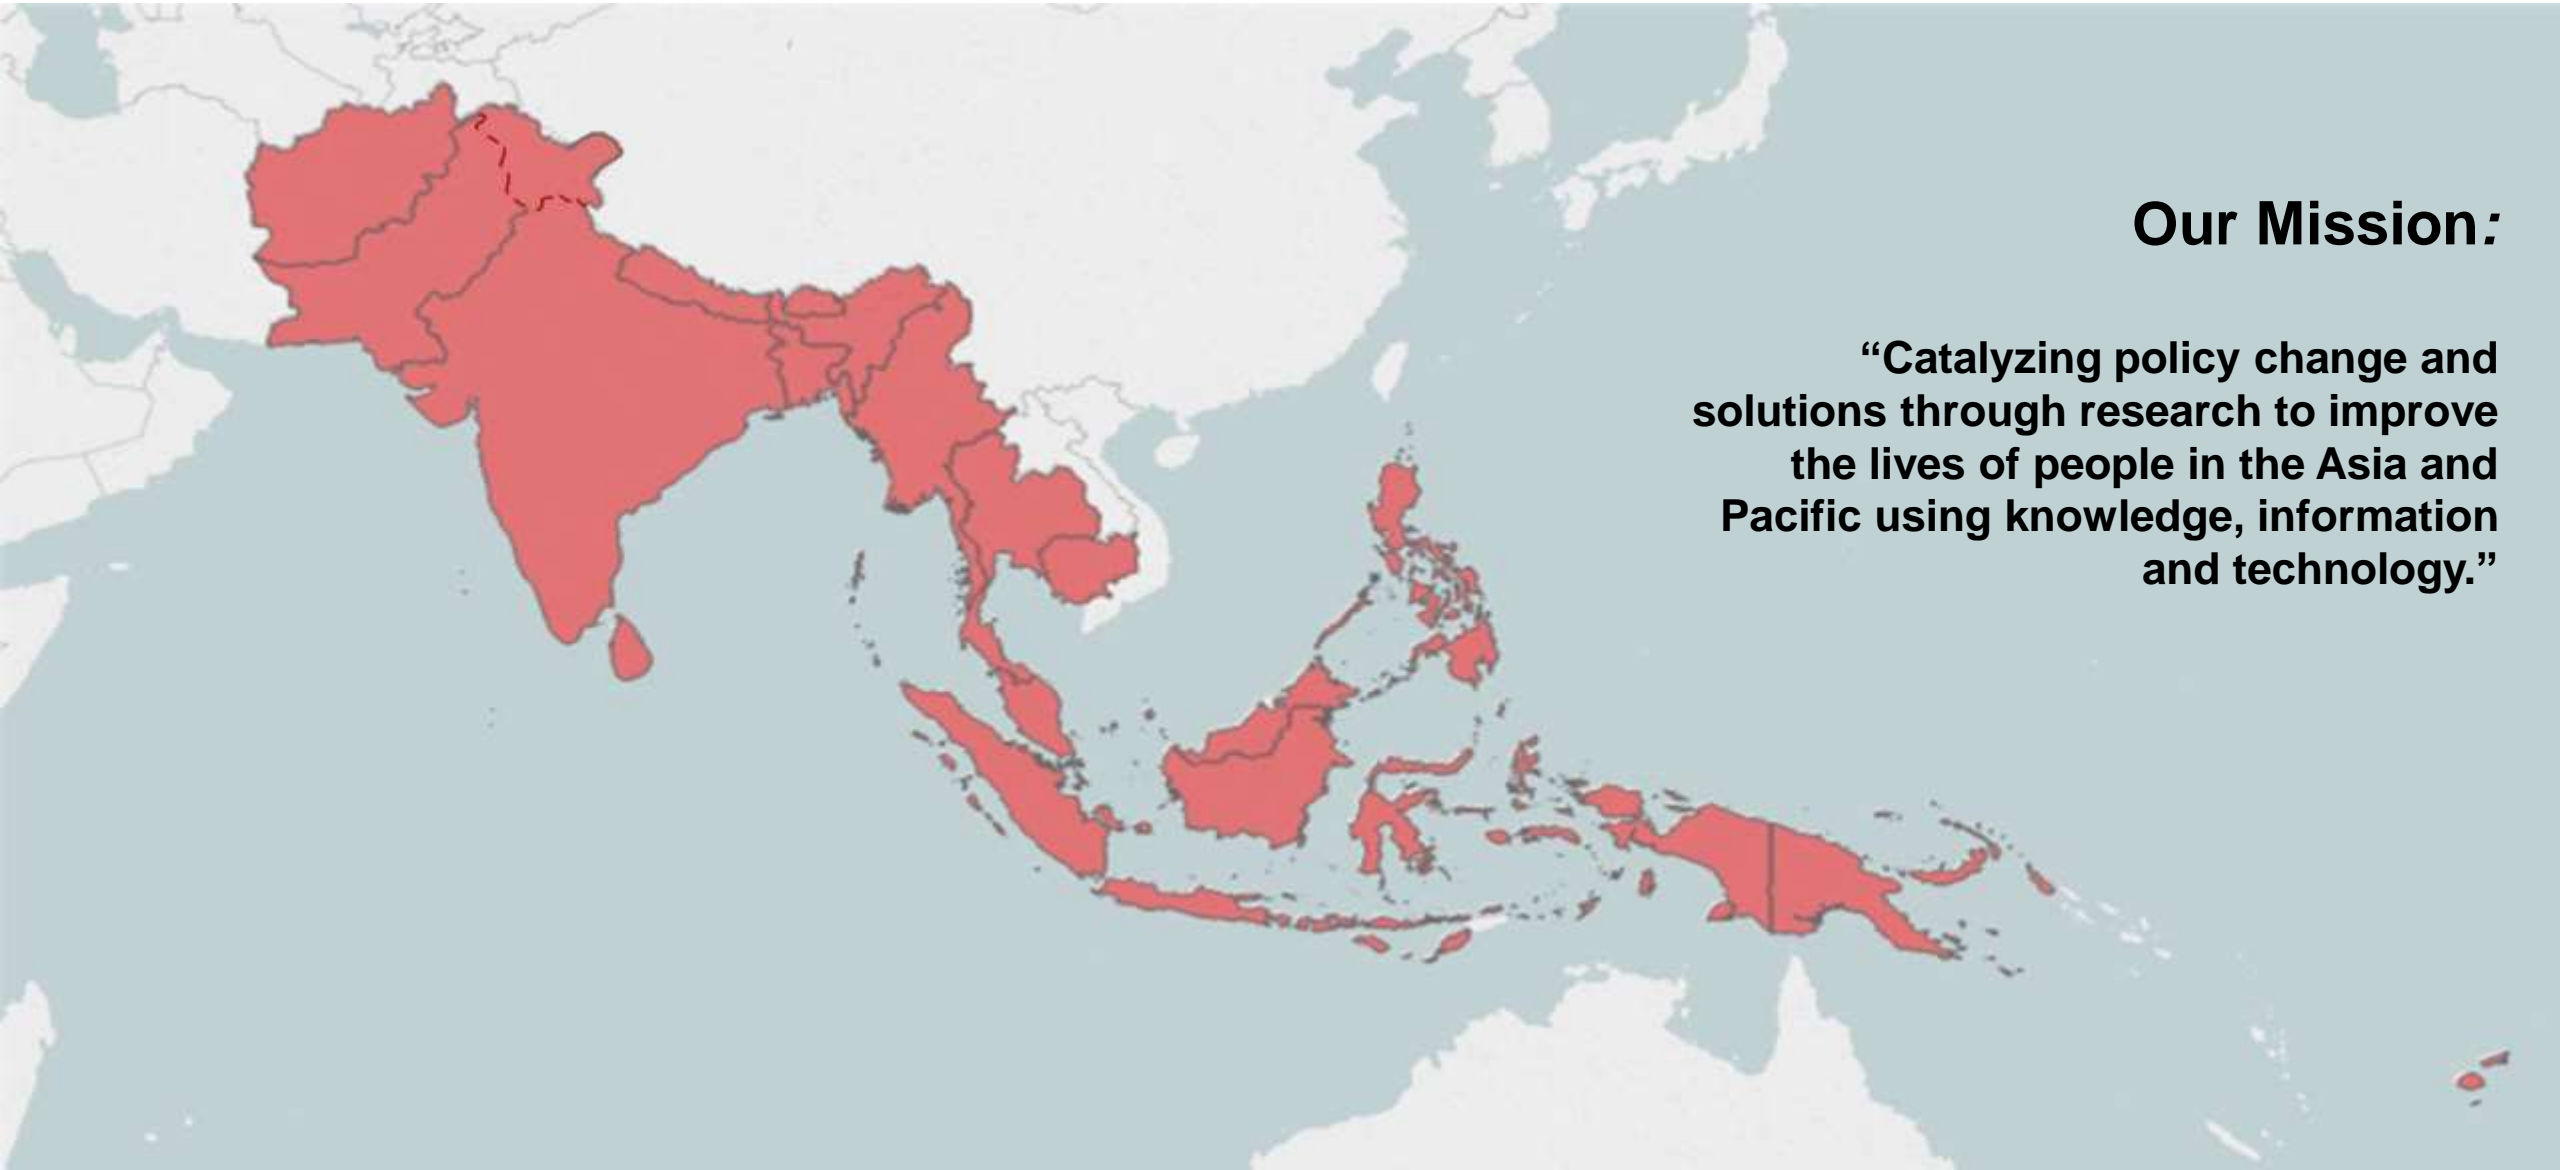 Our Mission:
“Catalyzing policy change and
solutions through research to improve
the lives of people in the Asia and
Pacific using knowledge, information
and technology.”